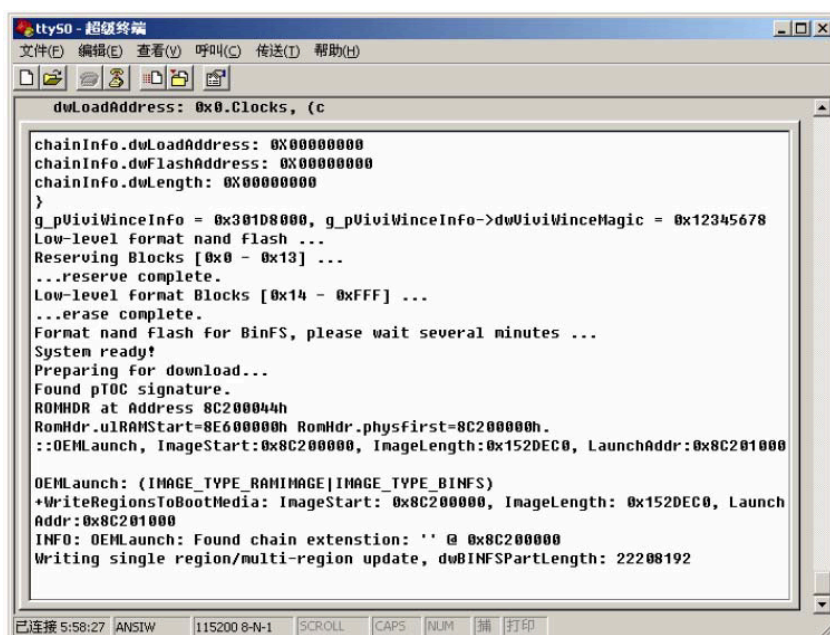 ttyS0 - 超级终端
文件(F) 编辑(E) 查看(V) 呼叫(C) 传送(T) 帮助(H)
dwLoadAddress: 0x0.Clocks, (c
chainInfo.dwLoadAddress: 0X00000000
chainInfo.dwFlashAddress: 0X00000000
chainInfo.dwLength: 0X00000000
}
g_pViviWinceInfo = 0x301D8000, g_pViviWinceInfo->dwViviWinceMagic = 0x12345678
Low-level format nand flash ...
Reserving Blocks [0x0 - 0x13] ...
...reserve complete.
Low-level format Blocks [0x14 - 0xFFF] ...
...erase complete.
Format nand flash for BinFS, please wait several minutes ...
System ready!
Preparing for download...
Found pTOC signature.
ROMHDR at Address 8C200044h
RomHdr.ulRAMStart=8E600000h RomHdr.physfirst=8C200000h.
::OEMLaunch, ImageStart:0x8C200000, ImageLength:0x152DEC0, LaunchAddr:0x8C201000
OEMLaunch: (IMAGE_TYPE_RAMIMAGE|IMAGE_TYPE_BINFS)
+WriteRegionsToBootMedia: ImageStart: 0x8C200000, ImageLength: 0x152DEC0, Launch
Addr:0x8C201000
INFO: OEMLaunch: Found chain extenstion: '' @ 0x8C200000
Writing single region/multi-region update, dwBINFSPartLength: 22208192
已连接 5:58:27 ANSIW 115200 8-N-1 SCROLL CAPS NUM 捕 打印